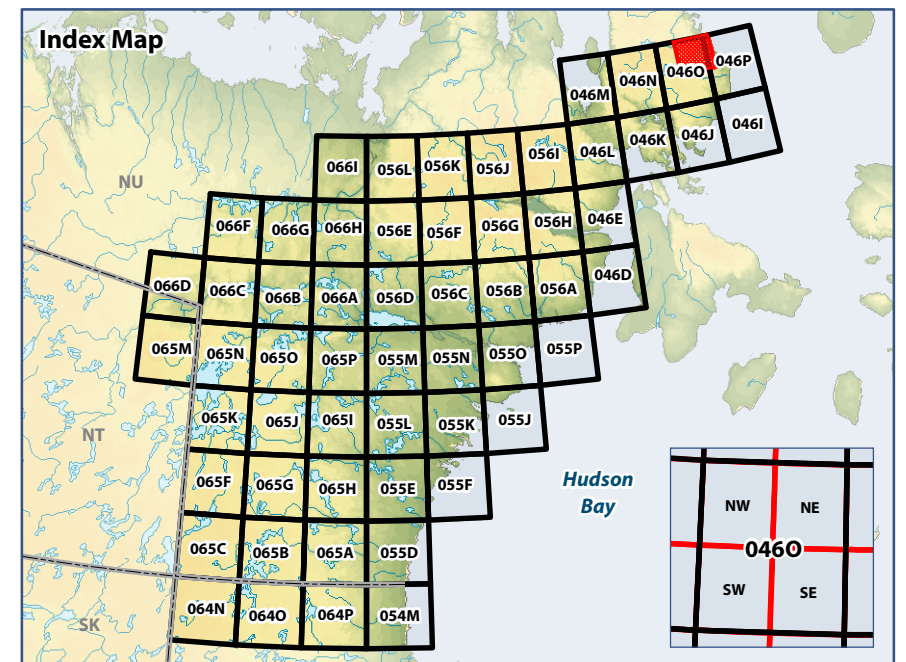 Index Map
046M
046N
046O
046P
066I
056L
056K
056J
056I
046L
046K
046J
046I
NU
066F
066G
066H
056E
056F
056G
056H
046E
066D
066C
066B
066A
056D
056C
056B
056A
046D
065M
065N
065O
065P
055M
055N
055O
055P
065K
065J
065I
055L
055K
055J
NT
065F
065G
065H
055E
055F
Hudson
Bay
065C
065B
065A
055D
064N
064O
064P
054M
SK
NW
NE
046O
SW
SE